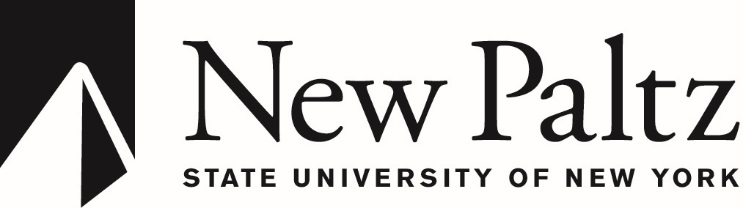 New Paltz
STATE UNIVERSITY OF NEW YORK